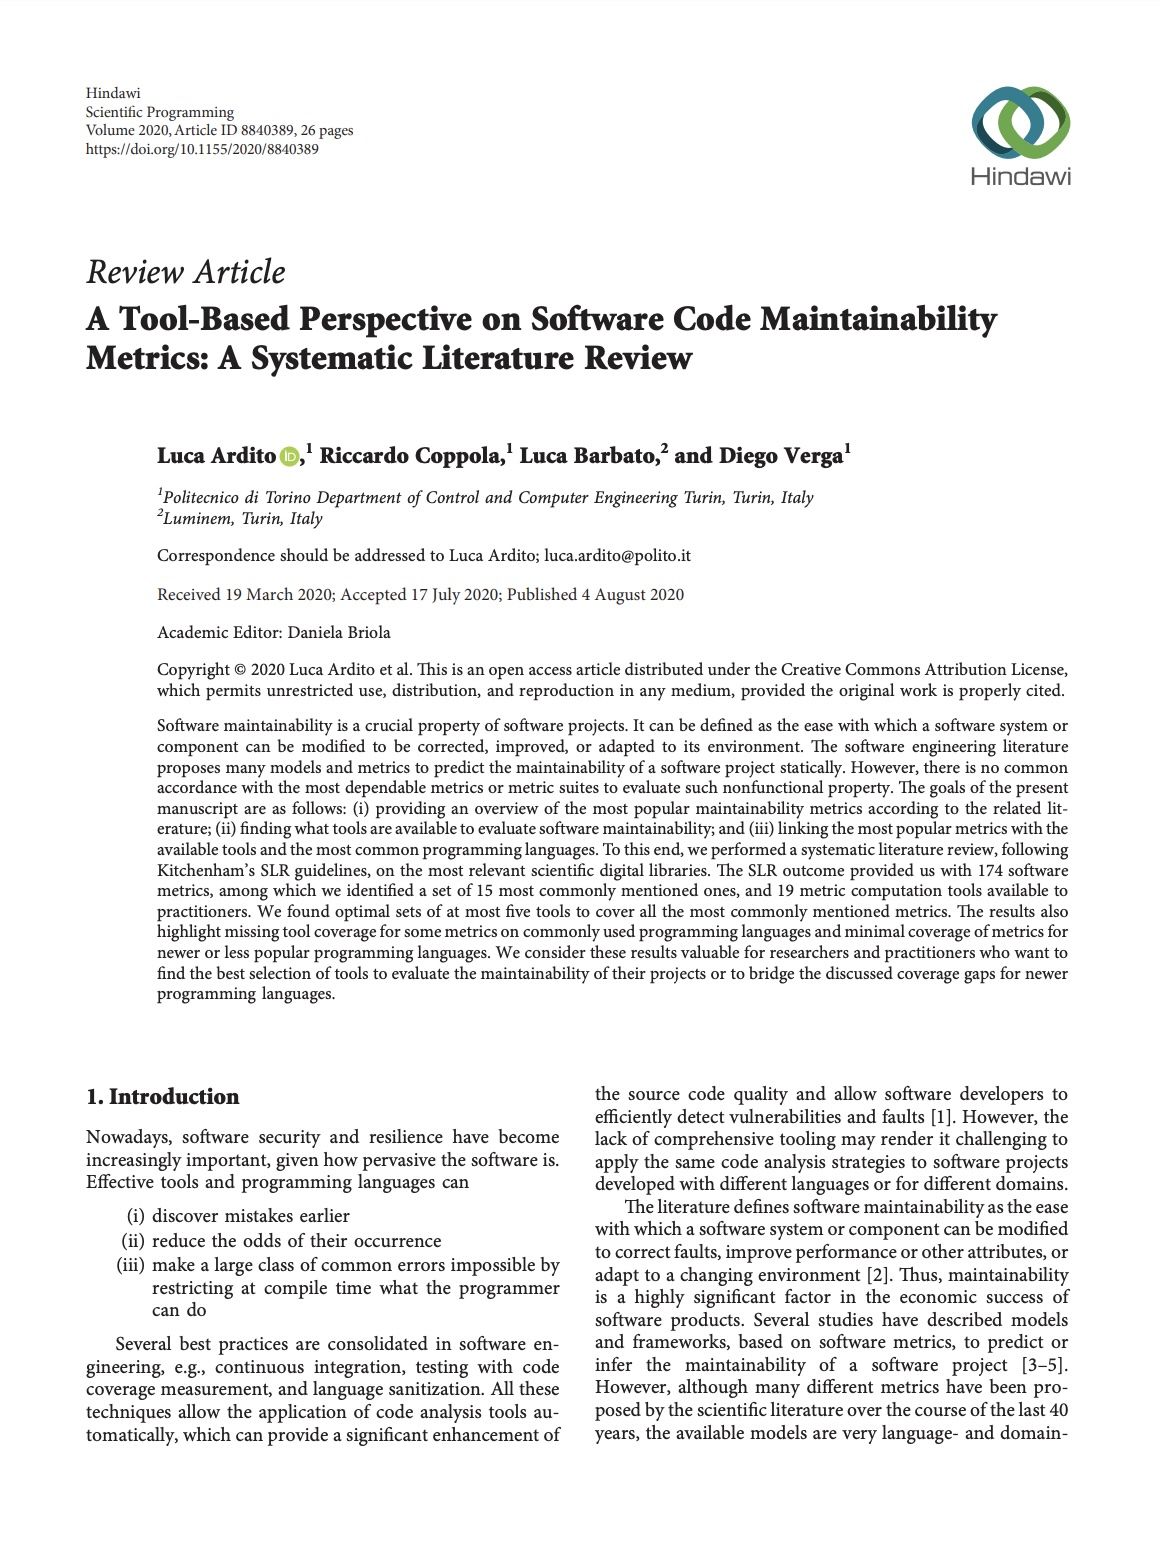 Hindawi
Scientific Programming
Volume 2020, Article ID 8840389, 26 pages
https://doi.org/10.1155/2020/8840389
Hindawi
Review Article
A Tool-Based Perspective on Software Code Maintainability
Metrics: A Systematic Literature Review
Luca Ardito iD,1 Riccardo Coppola,1 Luca Barbato,2 and Diego Verga1
1Politecnico di Torino Department of Control and Computer Engineering Turin, Turin, Italy
2Luminem, Turin, Italy
Correspondence should be addressed to Luca Ardito; luca.ardito@polito.it
Received 19 March 2020; Accepted 17 July 2020; Published 4 August 2020
Academic Editor: Daniela Briola
Copyright © 2020 Luca Ardito et al. This is an open access article distributed under the Creative Commons Attribution License,
which permits unrestricted use, distribution, and reproduction in any medium, provided the original work is properly cited.
Software maintainability is a crucial property of software projects. It can be defined as the ease with which a software system or
component can be modified to be corrected, improved, or adapted to its environment. The software engineering literature
proposes many models and metrics to predict the maintainability of a software project statically. However, there is no common
accordance with the most dependable metrics or metric suites to evaluate such nonfunctional property. The goals of the present
manuscript are as follows: (i) providing an overview of the most popular maintainability metrics according to the related lit-
erature; (ii) finding what tools are available to evaluate software maintainability; and (iii) linking the most popular metrics with the
available tools and the most common programming languages. To this end, we performed a systematic literature review, following
Kitchenham's SLR guidelines, on the most relevant scientific digital libraries. The SLR outcome provided us with 174 software
metrics, among which we identified a set of 15 most commonly mentioned ones, and 19 metric computation tools available to
practitioners. We found optimal sets of at most five tools to cover all the most commonly mentioned metrics. The results also
highlight missing tool coverage for some metrics on commonly used programming languages and minimal coverage of metrics for
newer or less popular programming languages. We consider these results valuable for researchers and practitioners who want to
find the best selection of tools to evaluate the maintainability of their projects or to bridge the discussed coverage gaps for newer
programming languages.
1. Introduction
Nowadays, software security and resilience have become
increasingly important, given how pervasive the software is.
Effective tools and programming languages can
(i) discover mistakes earlier
(ii) reduce the odds of their occurrence
(iii) make a large class of common errors impossible by
restricting at compile time what the programmer
can do
Several best practices are consolidated in software en-
gineering, e.g., continuous integration, testing with code
coverage measurement, and language sanitization. All these
techniques allow the application of code analysis tools au-
tomatically, which can provide a significant enhancement of
the source code quality and allow software developers to
efficiently detect vulnerabilities and faults [1]. However, the
lack of comprehensive tooling may render it challenging to
apply the same code analysis strategies to software projects
developed with different languages or for different domains.
The literature defines software maintainability as the ease
with which a software system or component can be modified
to correct faults, improve performance or other attributes, or
adapt to a changing environment [2]. Thus, maintainability
is a highly significant factor in the economic success of
software products. Several studies have described models
and frameworks, based on software metrics, to predict or
infer the maintainability of a software project [3–5].
However, although many different metrics have been pro-
posed by the scientific literature over the course of the last 40
years, the available models are very language- and domain-